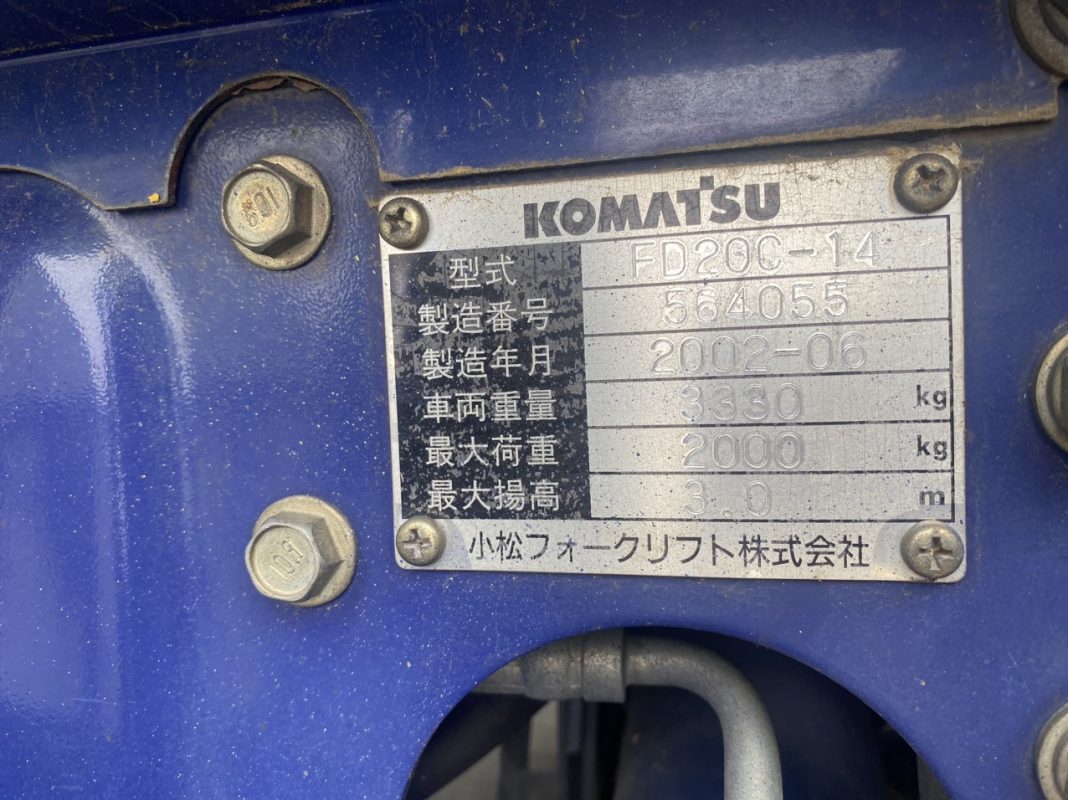 KOMATSU
型式 FD20C-14
製造番号 564055
製造年月 2002-06
車両重量 3330 kg
最大荷重 2000 kg
最大揚高 3.0 m
小松フォークリフト株式会社